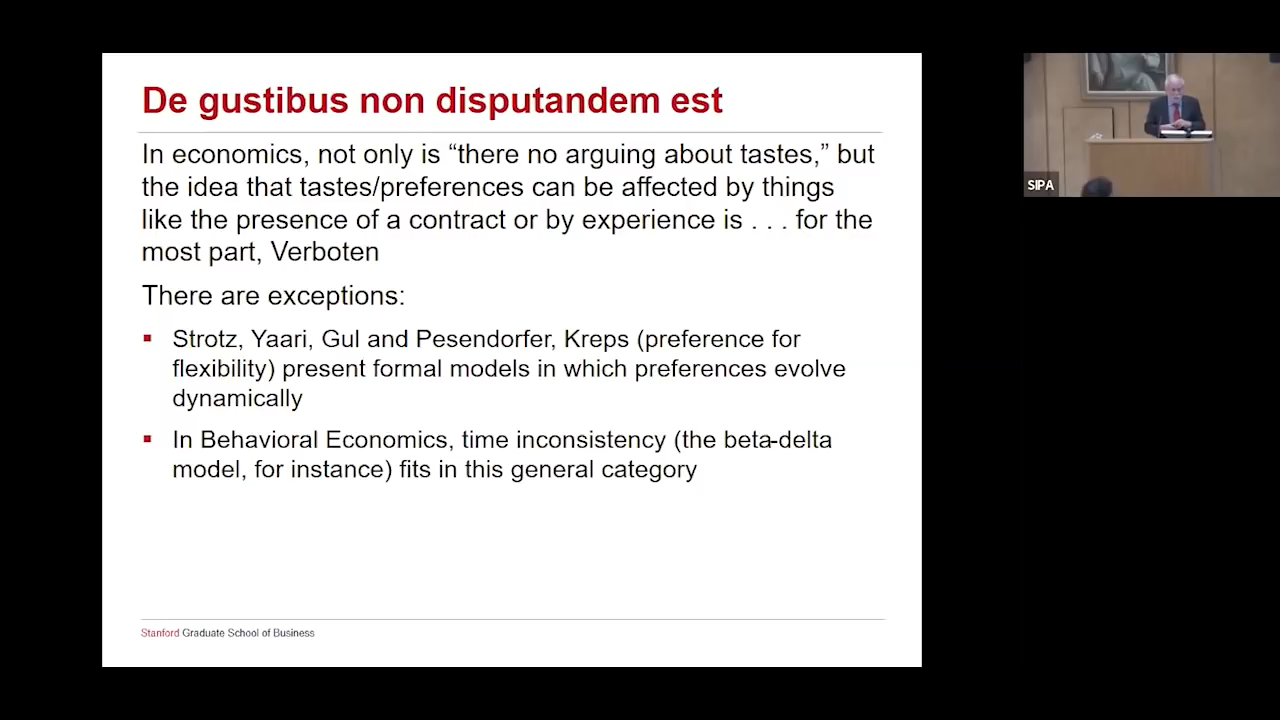 De gustibus non disputandem est
In economics, not only is “there no arguing about tastes,” but
the idea that tastes/preferences can be affected by things
like the presence of a contract or by experience is . . . for the
most part, Verboten
There are exceptions:
▪ Strotz, Yaari, Gul and Pesendorfer, Kreps (preference for
flexibility) present formal models in which preferences evolve
dynamically
▪ In Behavioral Economics, time inconsistency (the beta-delta
model, for instance) fits in this general category
Stanford Graduate School of Business
SIPA